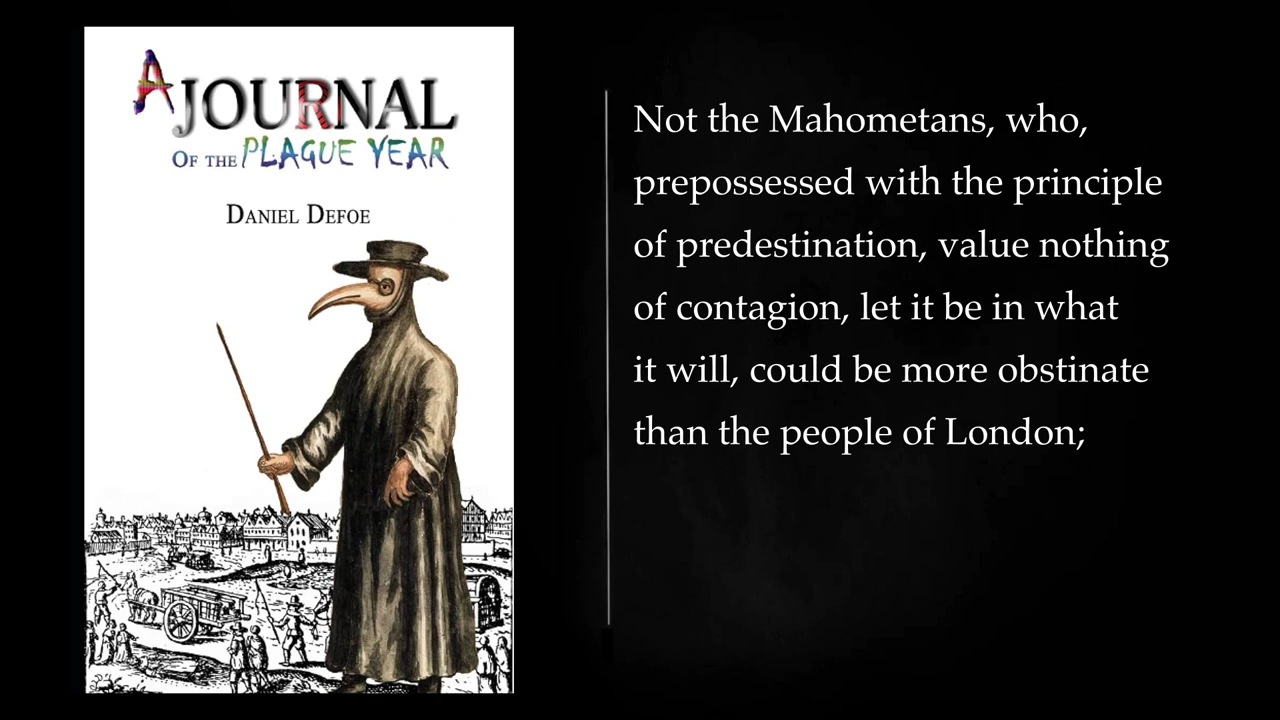 A JOURNAL
OF THE PLAGUE YEAR
DANIEL DEFOE
Not the Mahometans, who,
prepossessed with the principle
of predestination, value nothing
of contagion, let it be in what
it will, could be more obstinate
than the people of London;